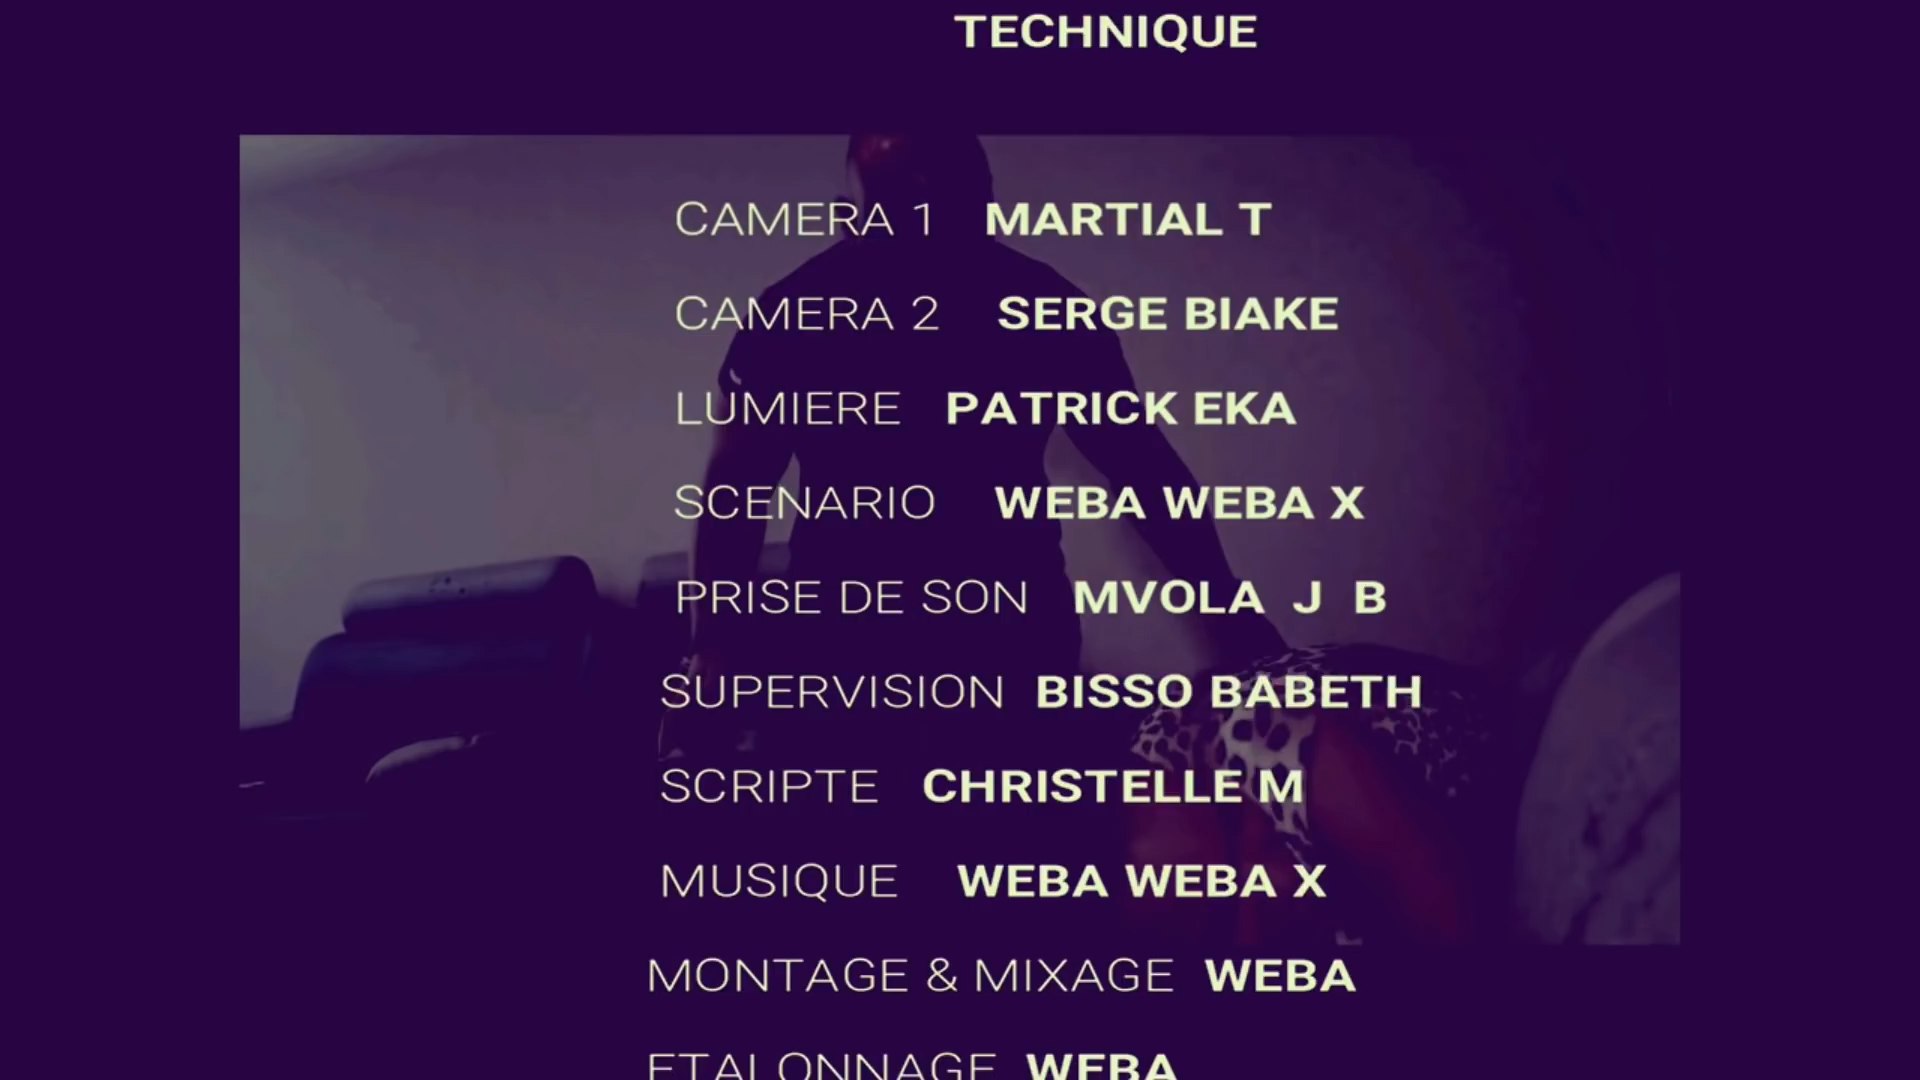 TECHNIQUE
CAMERA 1 MARTIAL T
CAMERA 2 SERGE BIAKE
LUMIERE PATRICK EKA
SCENARIO WEBA WEBA X
PRISE DE SON MVOLA J B
SUPERVISION BISSO BABETH
SCRIPTE CHRISTELLE M
MUSIQUE WEBA WEBA X
MONTAGE & MIXAGE WEBA
ETALONNAGE WEBA